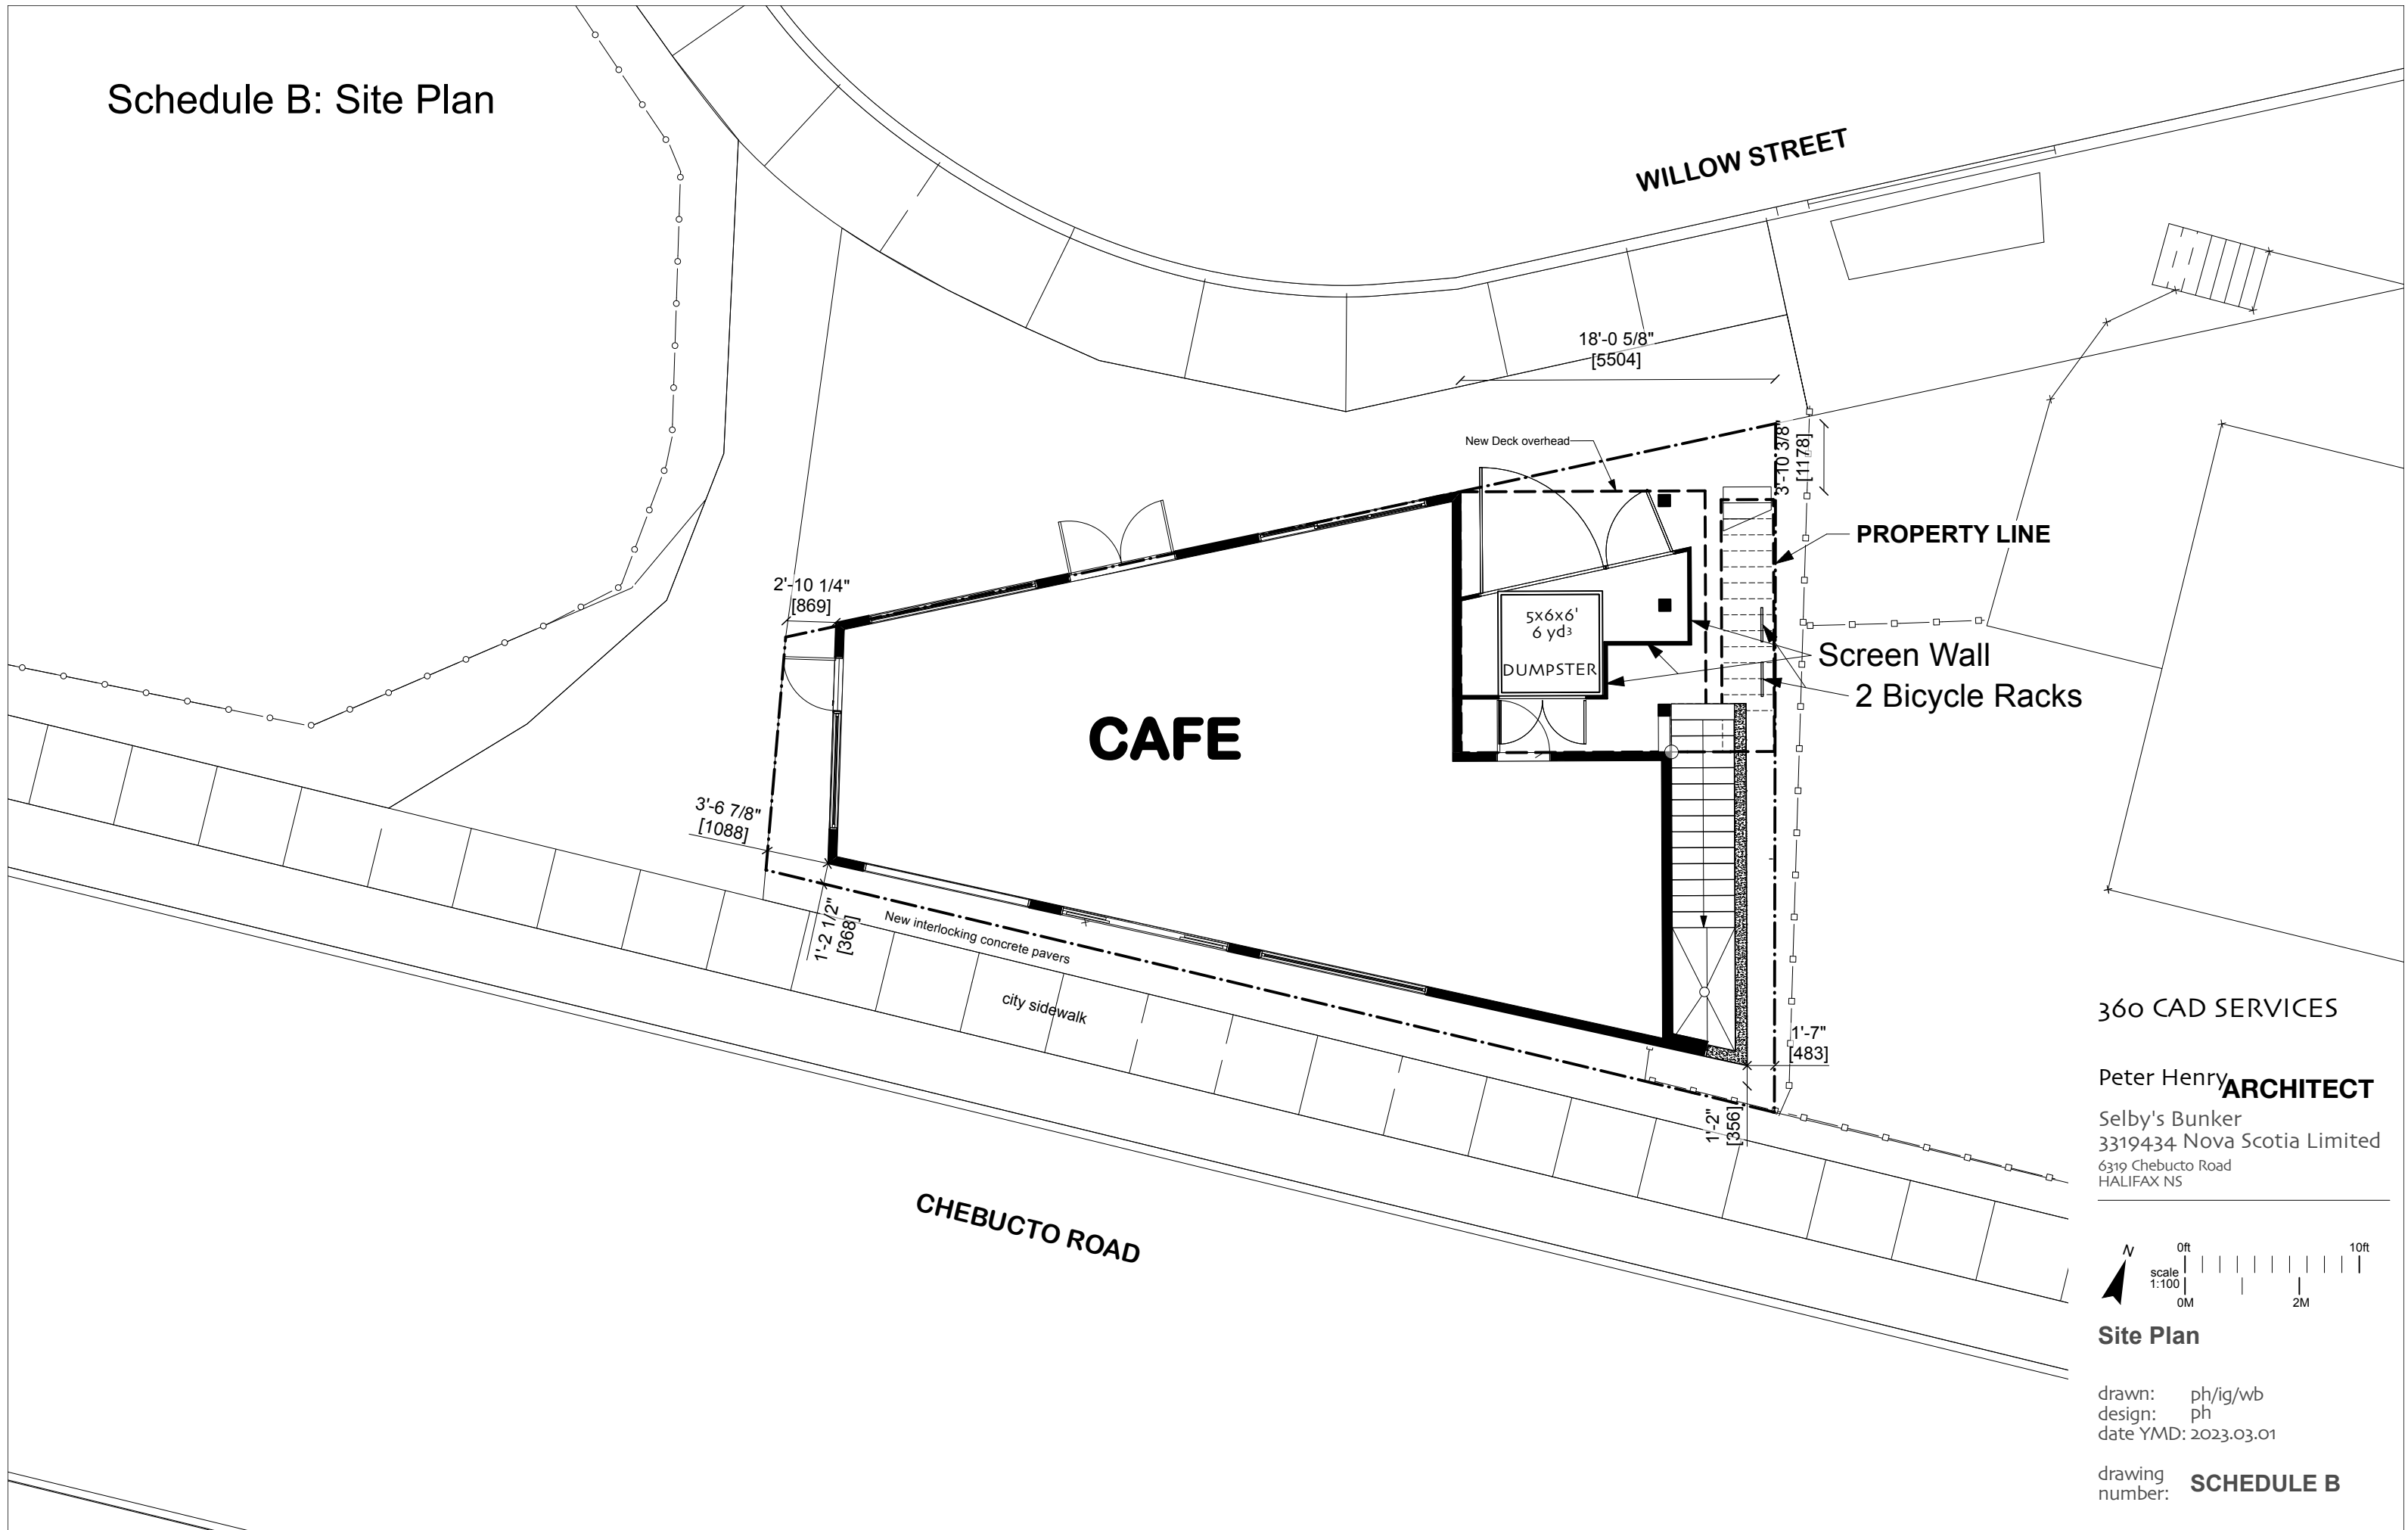 Schedule B: Site Plan
WILLOW STREET
18'-0 5/8"
[5504]
New Deck overhead
3'-10 3/8"
[1178]
PROPERTY LINE
2'-10 1/4"
[869]
5x6x6'
6 yd3
DUMPSTER
Screen Wall
2 Bicycle Racks
CAFE
3'-6 7/8"
[1088]
1'-2 1/2"
[368]
New interlocking concrete pavers
city sidewalk
1'-7"
[483]
1'-2"
[356]
CHEBUCTO ROAD
360 CAD SERVICES
Peter Henry ARCHITECT
Selby's Bunker
3319434 Nova Scotia Limited
6319 Chebucto Road
HALIFAX NS
N
0ft 10ft
scale
1:100
0M 2M
Site Plan
drawn: ph/ig/wb
design: ph
date YMD: 2023.03.01
drawing
number: SCHEDULE B